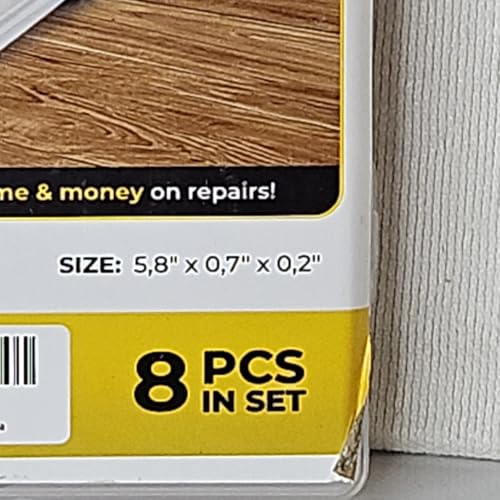 me & money on repairs!
SIZE: 5,8" x 0,7" x 0,2"
8 PCS
IN SET